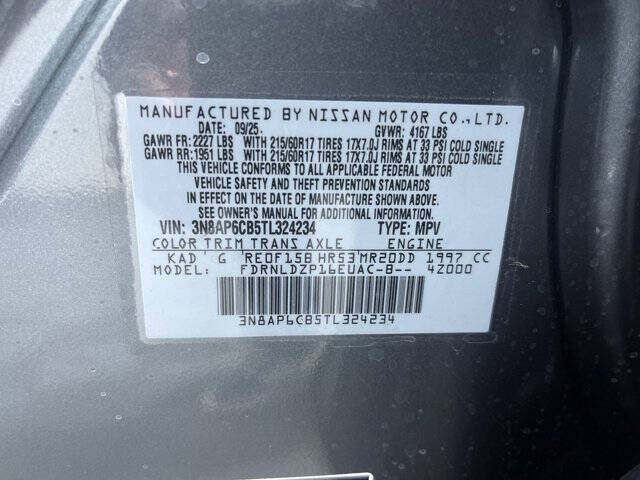 MANUFACTURED BY NISSAN MOTOR CO.,LTD.
DATE: 09/25. GVWR: 4167 LBS
GAWR FR: 2227 LBS WITH 215/60R17 TIRES 17X7.0J RIMS AT 33 PSI COLD SINGLE
GAWR RR: 1951 LBS WITH 215/60R17 TIRES 17X7.0J RIMS AT 33 PSI COLD SINGLE
THIS VEHICLE CONFORMS TO ALL APPLICABLE FEDERAL MOTOR
VEHICLE SAFETY AND THEFT PREVENTION STANDARDS
IN EFFECT ON THE DATE OF MANUFACTURE SHOWN ABOVE.
SEE OWNER'S MANUAL FOR ADDITIONAL INFORMATION.
VIN: 3N8AP6CB5TL324234 TYPE: MPV
COLOR TRIM TRANS AXLE ENGINE
KAD G RE0F15B HR53 MR20DD 1997 CC
MODEL: FDRNLDZP16EUAC-B-- 4Z000
3N8AP6CB5TL324234